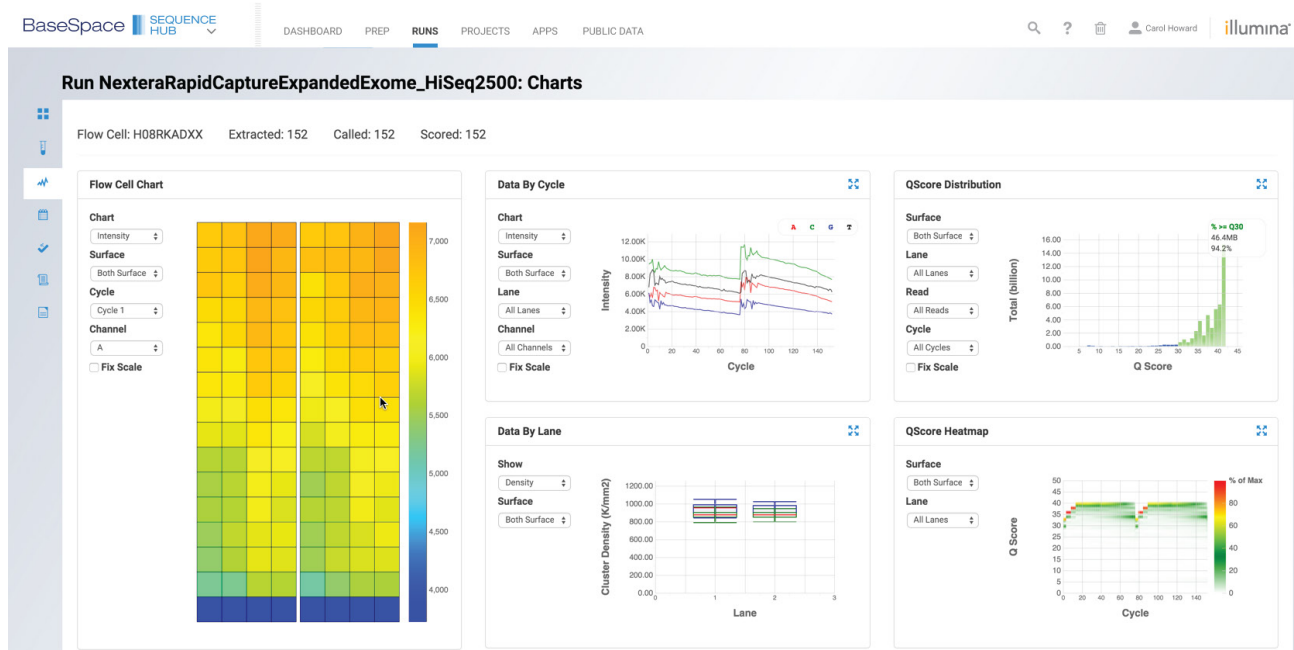 BaseSpace SEQUENCE HUB
DASHBOARD PREP RUNS PROJECTS APPS PUBLIC DATA
? Carol Howard illumina
Run NexteraRapidCaptureExpandedExome_HiSeq2500: Charts
Flow Cell: H08RKADXX Extracted: 152 Called: 152 Scored: 152
Flow Cell Chart
Chart
Intensity
Surface
Both Surface
Cycle
Cycle 1
Channel
A
Fix Scale
7,000
6,500
6,000
5,500
5,000
4,500
4,000
Data By Cycle
Chart
Intensity
Surface
Both Surface
Lane
All Lanes
Channel
All Channels
Fix Scale
A C G T
Intensity
12.00K
10.00K
8.00K
6.00K
4.00K
2.00K
0
0 20 40 60 80 100 120 140
Cycle
QScore Distribution
Surface
Both Surface
Lane
All Lanes
Read
All Reads
Cycle
All Cycles
Fix Scale
% >= Q30
46.4MB
94.2%
Total (billion)
16.00
14.00
12.00
10.00
8.00
6.00
4.00
2.00
0.00
5 10 15 20 25 30 35 40 45
Q Score
Data By Lane
Show
Density
Surface
Both Surface
Cluster Density (K/mm2)
1200.00
1000.00
800.00
600.00
400.00
200.00
0.00
0 1 2 3
Lane
QScore Heatmap
Surface
Both Surface
Lane
All Lanes
Q Score
50
45
40
35
30
25
20
15
10
5
0
0 20 40 60 80 100 120 140
Cycle
% of Max
80
60
40
20
0